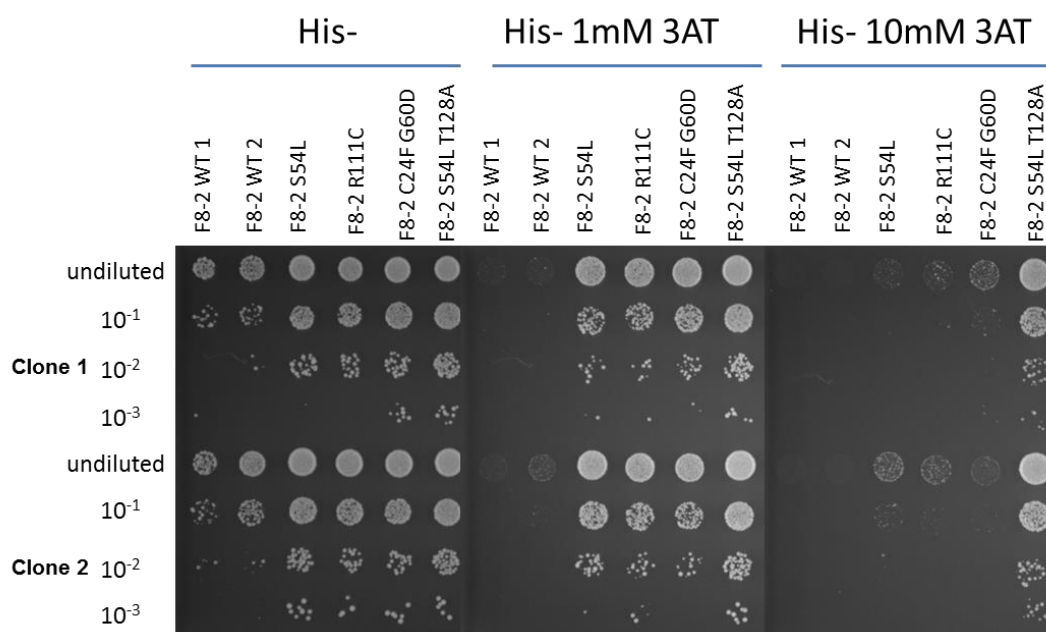 His- His- 1mM 3AT His- 10mM 3AT
F8-2 WT 1
F8-2 WT 2
F8-2 S54L
F8-2 R111C
F8-2 C24F G60D
F8-2 S54L T128A
F8-2 WT 1
F8-2 WT 2
F8-2 S54L
F8-2 R111C
F8-2 C24F G60D
F8-2 S54L T128A
F8-2 WT 1
F8-2 WT 2
F8-2 S54L
F8-2 R111C
F8-2 C24F G60D
F8-2 S54L T128A
undiluted
10⁻¹
Clone 1 10⁻²
10⁻³
undiluted
10⁻¹
Clone 2 10⁻²
10⁻³